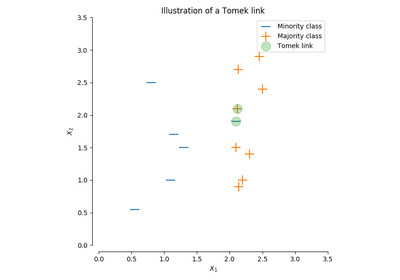 Illustration of a Tomek link
Minority class
Majority class
Tomek link
3.5
3.0
2.5
2.0
1.5
1.0
0.5
0.0
X2
0.0 0.5 1.0 1.5 2.0 2.5 3.0 3.5
X1